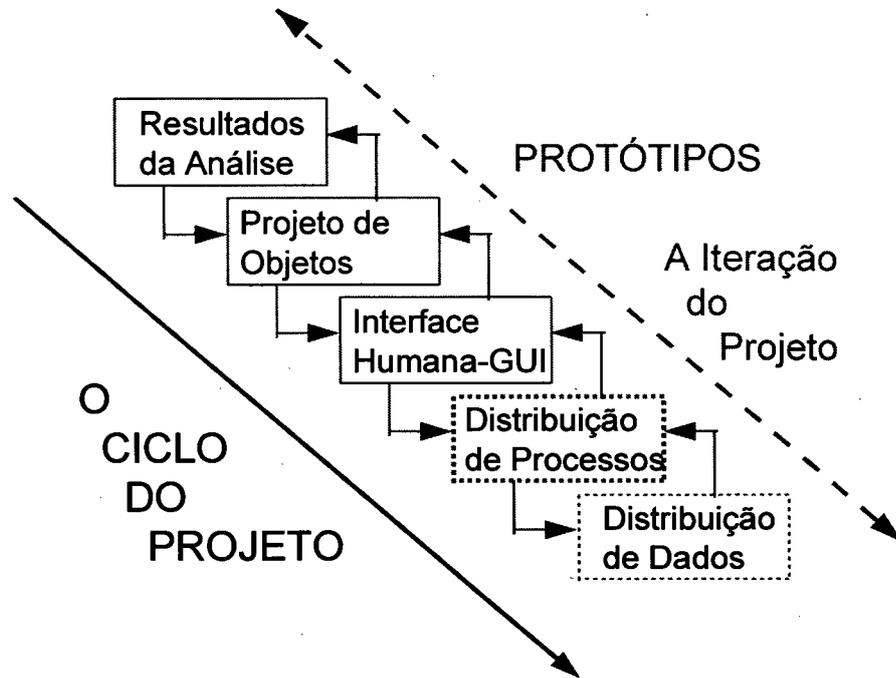 Resultados
da Análise
PROTÓTIPOS
Projeto de
Objetos
A Iteração
do
Projeto
Interface
Humana-GUI
O
CICLO
DO
PROJETO
Distribuição
de Processos
Distribuição
de Dados